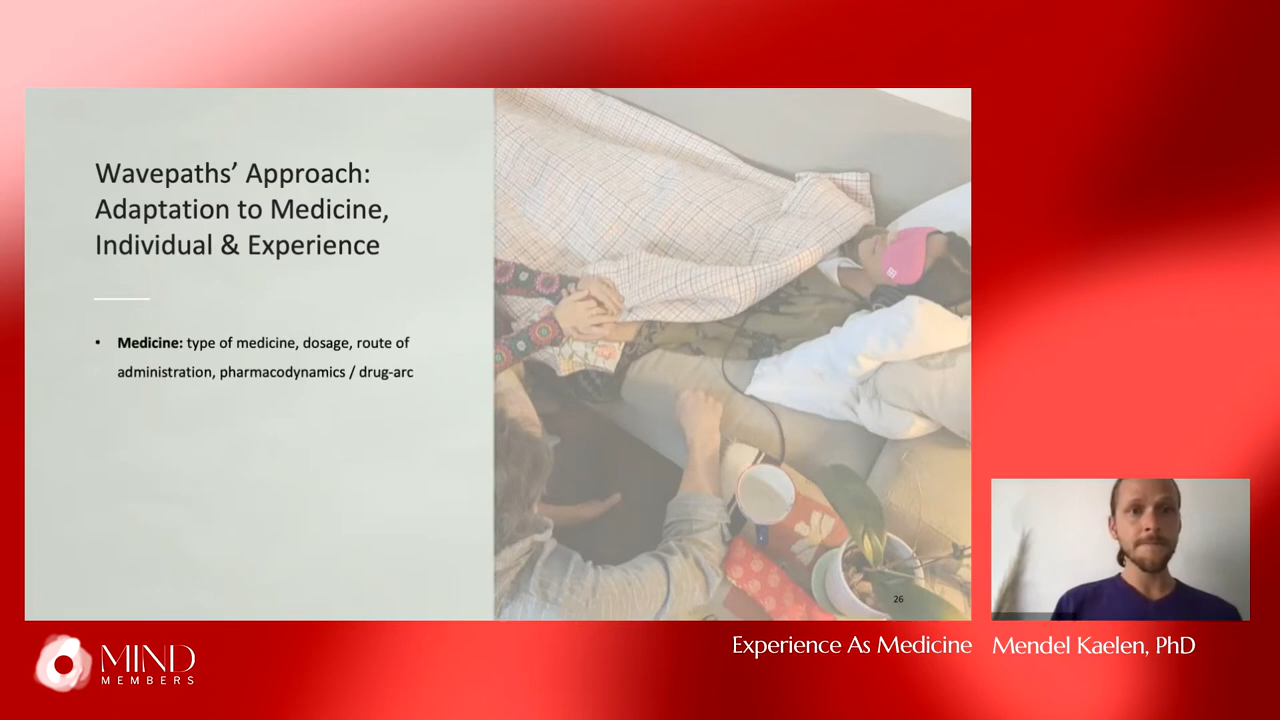 Wavepaths’ Approach:
Adaptation to Medicine,
Individual & Experience
• Medicine: type of medicine, dosage, route of
administration, pharmacodynamics / drug-arc
26
Experience As Medicine
Mendel Kaelen, PhD
MIND
MEMBERS